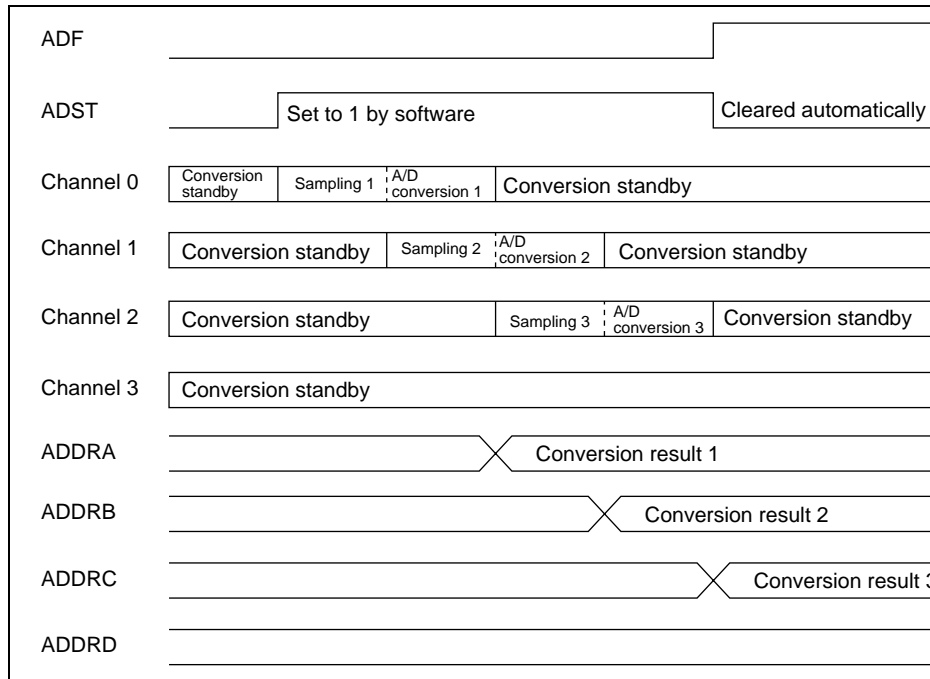 ADF
ADST Set to 1 by software Cleared automatically
Channel 0 Conversion standby Sampling 1 A/D conversion 1 Conversion standby
Channel 1 Conversion standby Sampling 2 A/D conversion 2 Conversion standby
Channel 2 Conversion standby Sampling 3 A/D conversion 3 Conversion standby
Channel 3 Conversion standby
ADDRA Conversion result 1
ADDRB Conversion result 2
ADDRC Conversion result 3
ADDRD